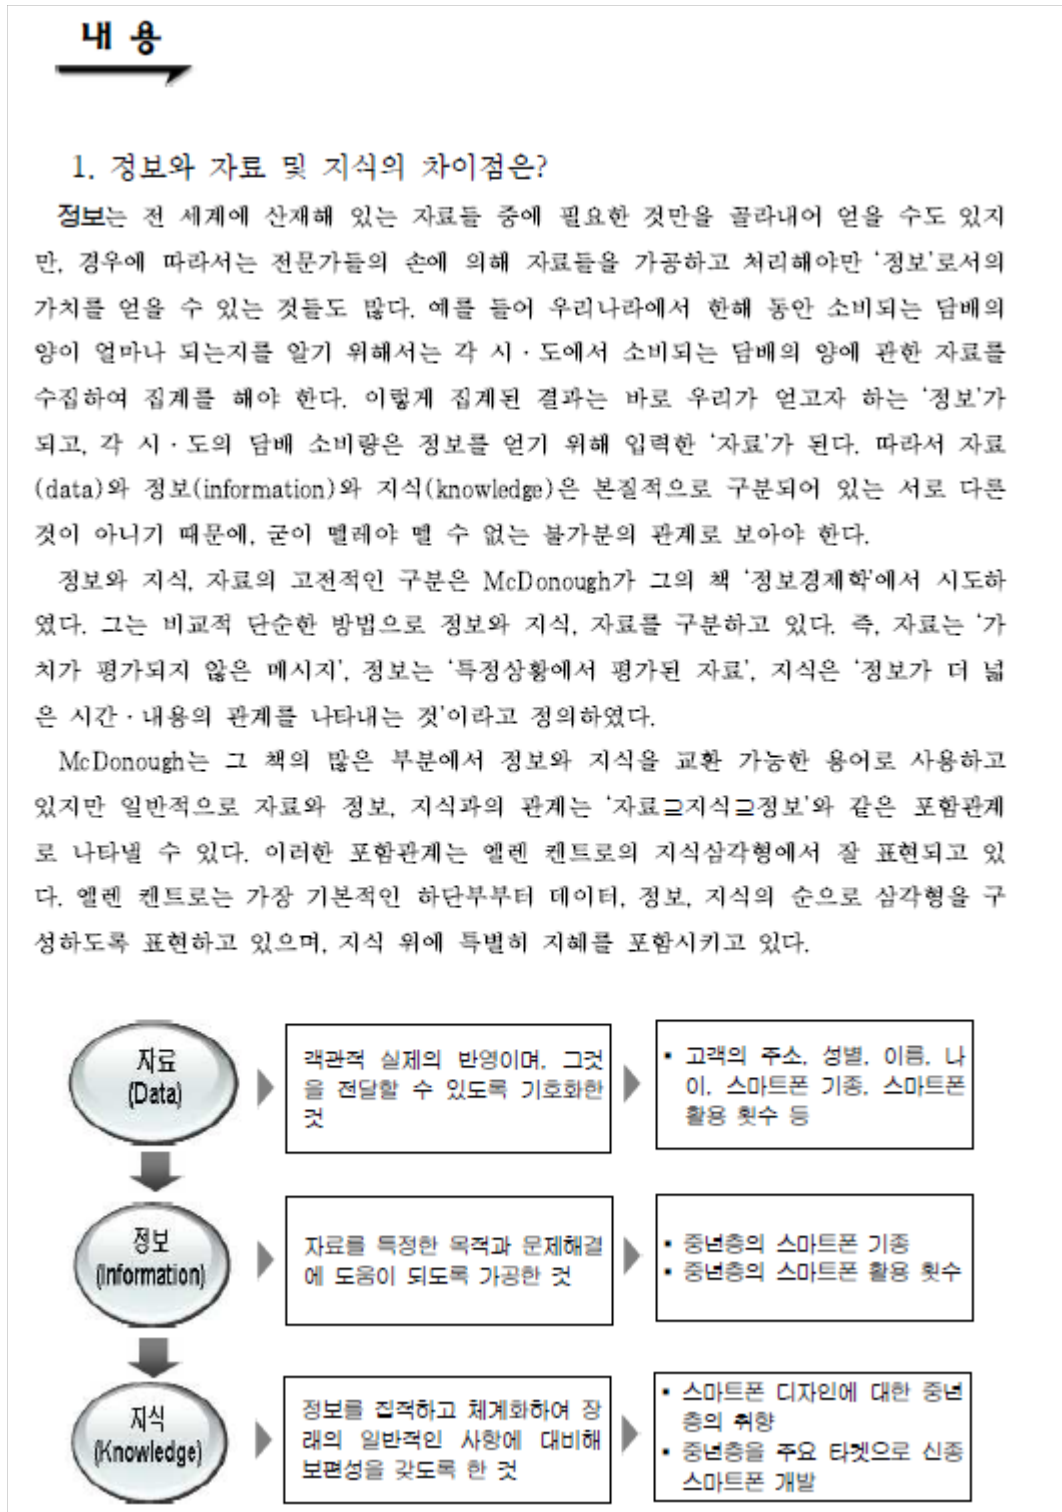 내 용
1. 정보와 자료 및 지식의 차이점은?
정보는 전 세계에 산재해 있는 자료들 중에 필요한 것만을 골라내어 얻을 수도 있지
만, 경우에 따라서는 전문가들의 손에 의해 자료들을 가공하고 처리해야만 ‘정보’로서의
가치를 얻을 수 있는 것들도 많다. 예를 들어 우리나라에서 한해 동안 소비되는 담배의
양이 얼마나 되는지를 알기 위해서는 각 시·도에서 소비되는 담배의 양에 관한 자료를
수집하여 집계를 해야 한다. 이렇게 집계된 결과는 바로 우리가 얻고자 하는 ‘정보’가
되고, 각 시·도의 담배 소비량은 정보를 얻기 위해 입력한 ‘자료’가 된다. 따라서 자료
(data)와 정보(information)와 지식(knowledge)은 본질적으로 구분되어 있는 서로 다른
것이 아니기 때문에, 굳이 뗄레야 뗄 수 없는 불가분의 관계로 보아야 한다.
정보와 지식, 자료의 고전적인 구분은 McDonough가 그의 책 ‘정보경제학’에서 시도하
였다. 그는 비교적 단순한 방법으로 정보와 지식, 자료를 구분하고 있다. 즉, 자료는 ‘가
치가 평가되지 않은 메시지’, 정보는 ‘특정상황에서 평가된 자료’, 지식은 ‘정보가 더 넓
은 시간·내용의 관계를 나타내는 것’이라고 정의하였다.
McDonough는 그 책의 많은 부분에서 정보와 지식을 교환 가능한 용어로 사용하고
있지만 일반적으로 자료와 정보, 지식과의 관계는 ‘자료⊇지식⊇정보’와 같은 포함관계
로 나타낼 수 있다. 이러한 포함관계는 엘렌 켄트로의 지식삼각형에서 잘 표현되고 있
다. 엘렌 켄트로는 가장 기본적인 하단부부터 데이터, 정보, 지식의 순으로 삼각형을 구
성하도록 표현하고 있으며, 지식 위에 특별히 지혜를 포함시키고 있다.
자료
(Data)
객관적 실제의 반영이며, 그것
을 전달할 수 있도록 기호화한
것
▪ 고객의 주소, 성별, 이름, 나
이, 스마트폰 기종, 스마트폰
활용 횟수 등
정보
(Information)
자료를 특정한 목적과 문제해결
에 도움이 되도록 가공한 것
▪ 중년층의 스마트폰 기종
▪ 중년층의 스마트폰 활용 횟수
지식
(Knowledge)
정보를 집적하고 체계화하여 장
래의 일반적인 사항에 대비해
보편성을 갖도록 한 것
▪ 스마트폰 디자인에 대한 중년
층의 취향
▪ 중년층을 주요 타켓으로 신종
스마트폰 개발